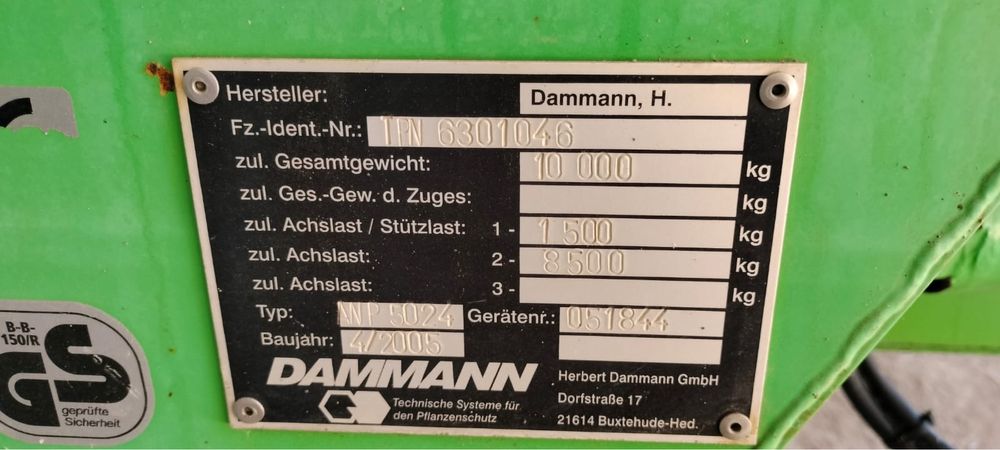 Hersteller: Dammann, H.
Fz.-Ident.-Nr.: TPN 6301046
zul. Gesamtgewicht: 10 000 kg
zul. Ges.-Gew. d. Zuges: kg
zul. Achslast / Stützlast: 1 - 1 500 kg
zul. Achslast: 2 - 8500 kg
zul. Achslast: 3 - kg
Typ: ANP 5024 Gerätenr.: 051844
Baujahr: 4/2005
DAMMANN
Technische Systeme für
den Pflanzenschutz
Herbert Dammann GmbH
Dorfstraße 17
21614 Buxtehude-Hed.
B-B-
150/R
GS
geprüfte
Sicherheit